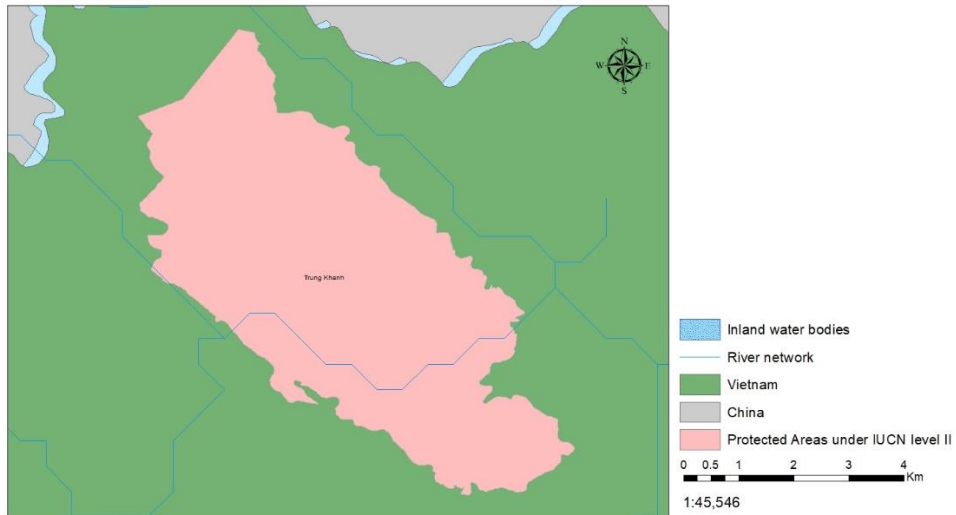 N
W E
S
Trung Khanh
Inland water bodies
River network
Vietnam
China
Protected Areas under IUCN level II
0 0.5 1 2 3 4
Km
1:45,546